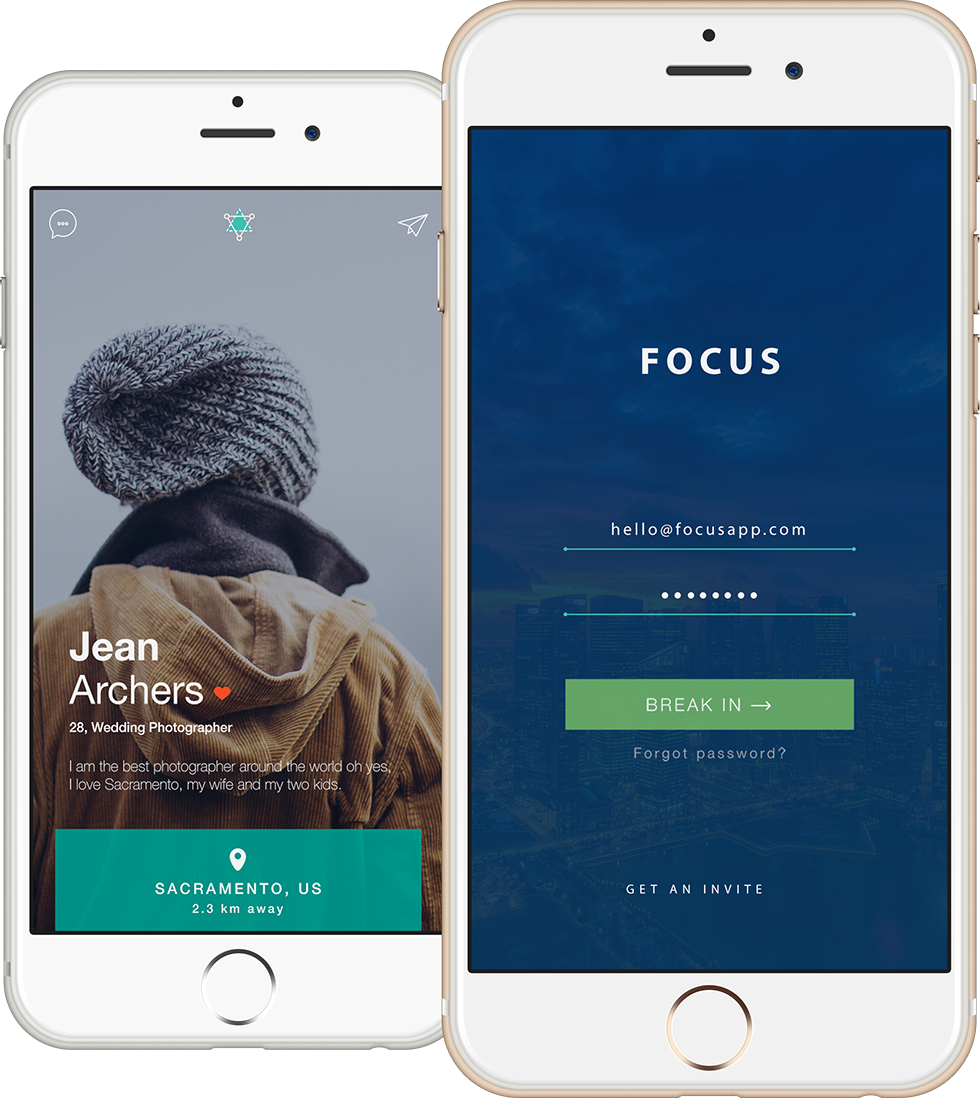 Jean
Archers
28, Wedding Photographer
I am the best photographer around the world oh yes,
I love Sacramento, my wife and my two kids.
SACRAMENTO, US
2.3 km away
FOCUS
hello@focusapp.com
••••••••
BREAK IN →
Forgot password?
GET AN INVITE